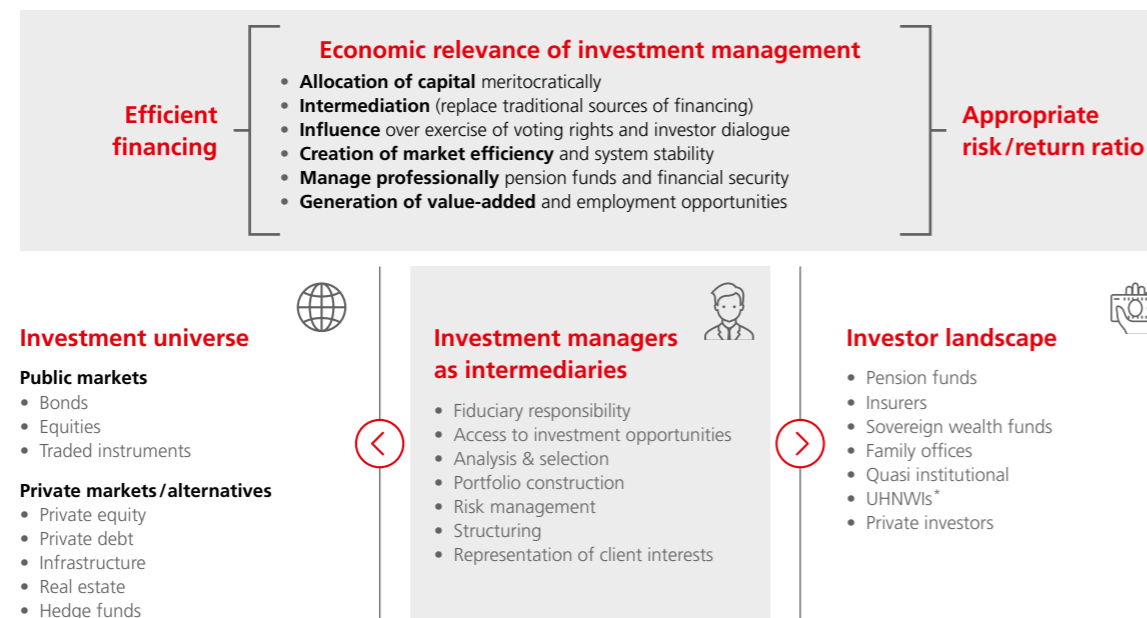 Economic relevance of investment management
• Allocation of capital meritocratically
• Intermediation (replace traditional sources of financing)
• Influence over exercise of voting rights and investor dialogue
• Creation of market efficiency and system stability
• Manage professionally pension funds and financial security
• Generation of value-added and employment opportunities
Efficient
financing
Appropriate
risk/return ratio
Investment universe
Public markets
• Bonds
• Equities
• Traded instruments
Private markets/alternatives
• Private equity
• Private debt
• Infrastructure
• Real estate
• Hedge funds
Investment managers
as intermediaries
• Fiduciary responsibility
• Access to investment opportunities
• Analysis & selection
• Portfolio construction
• Risk management
• Structuring
• Representation of client interests
Investor landscape
• Pension funds
• Insurers
• Sovereign wealth funds
• Family offices
• Quasi institutional
• UHNWIs*
• Private investors